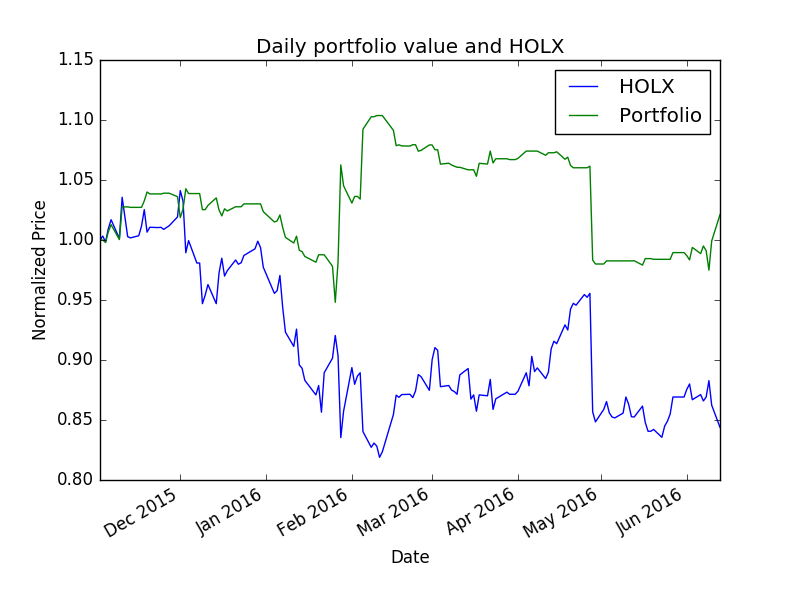 Daily portfolio value and HOLX
HOLX
Portfolio
1.15
1.10
1.05
1.00
0.95
0.90
0.85
0.80
Normalized Price
Dec 2015
Jan 2016
Feb 2016
Mar 2016
Apr 2016
May 2016
Jun 2016
Date